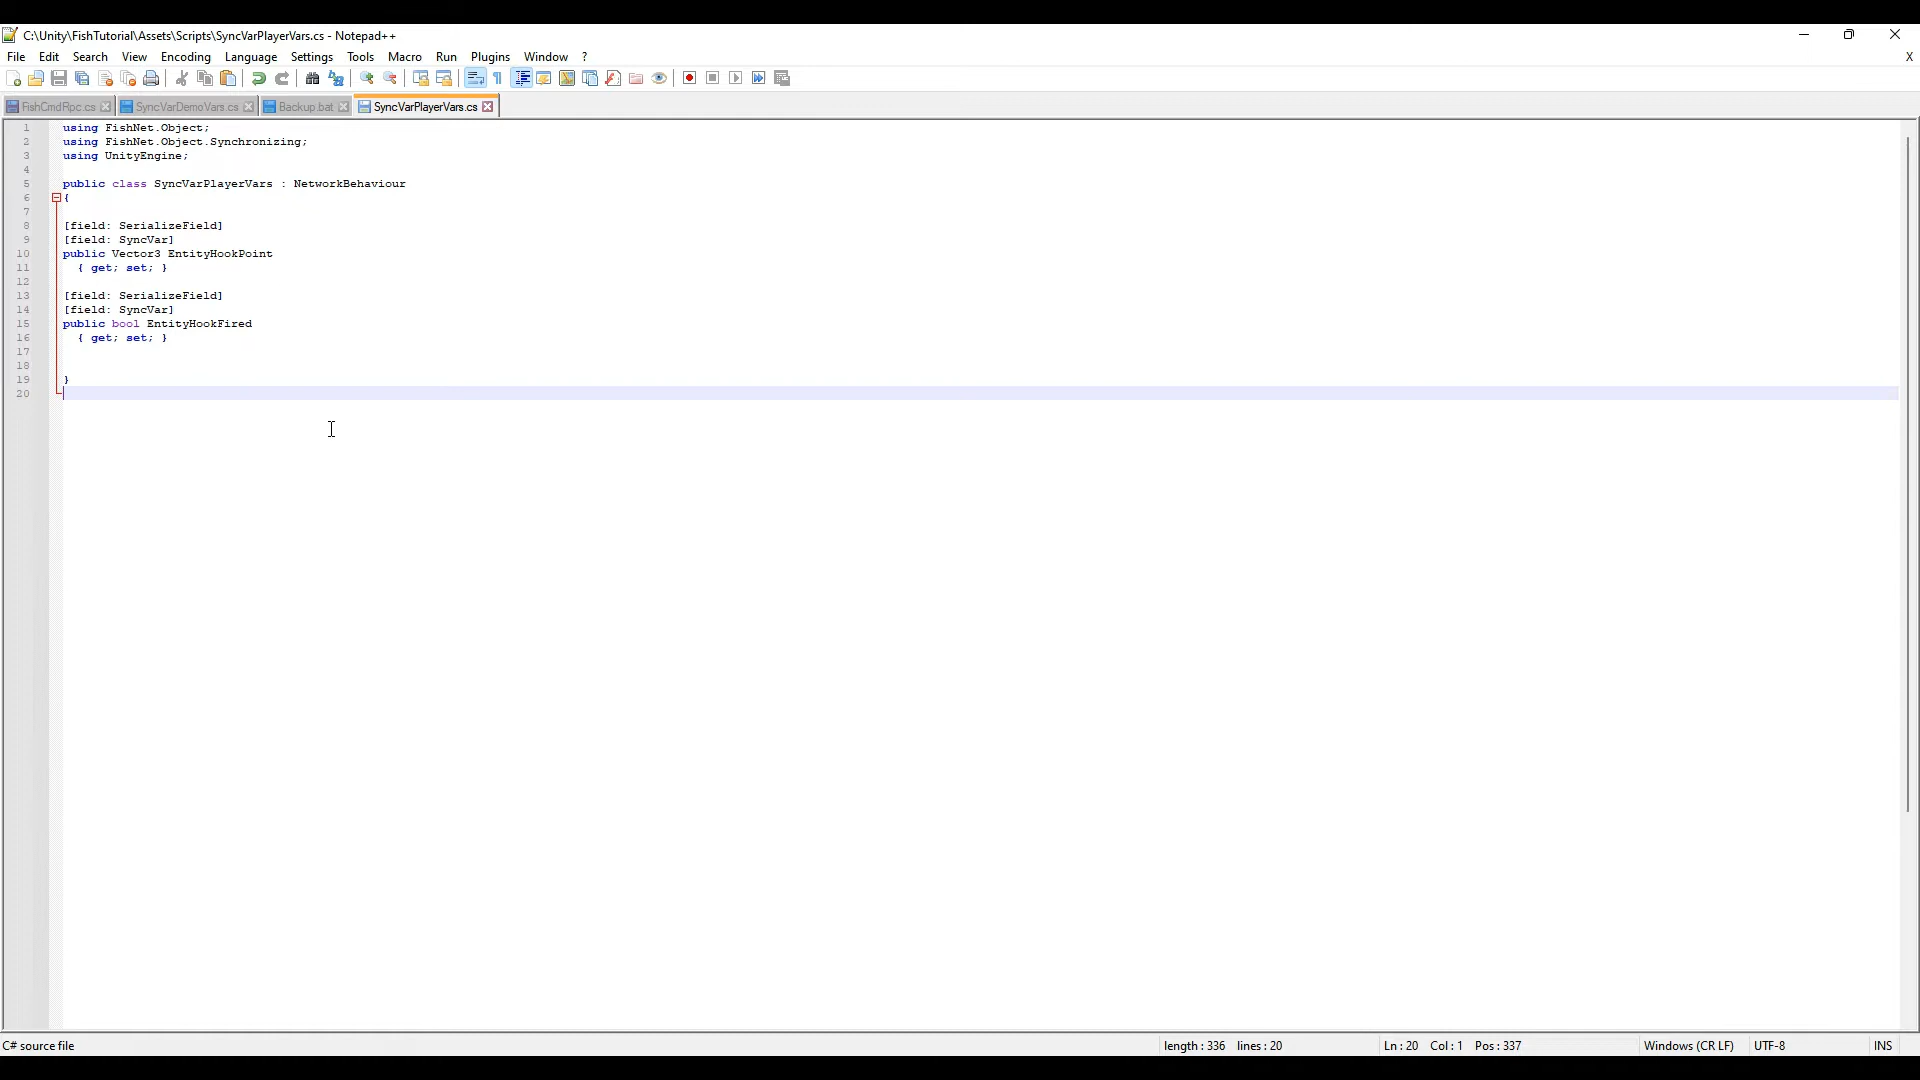 C:\Unity\FishTutorial\Assets\Scripts\SyncVarPlayerVars.cs - Notepad++
File Edit Search View Encoding Language Settings Tools Macro Run Plugins Window ?
X
FishCmdRpc.cs SyncVarDemoVars.cs Backup.bat SyncVarPlayerVars.cs
1 using FishNet.Object;
2 using FishNet.Object.Synchronizing;
3 using UnityEngine;
4
5 public class SyncVarPlayerVars : NetworkBehaviour
6 {
7
8 [field: SerializeField]
9 [field: SyncVar]
10 public Vector3 EntityHookPoint
11 { get; set; }
12
13 [field: SerializeField]
14 [field: SyncVar]
15 public bool EntityHookFired
16 { get; set; }
17
18
19 }
20
C# source file length : 336 lines : 20 Ln : 20 Col : 1 Pos : 337 Windows (CR LF) UTF-8 INS